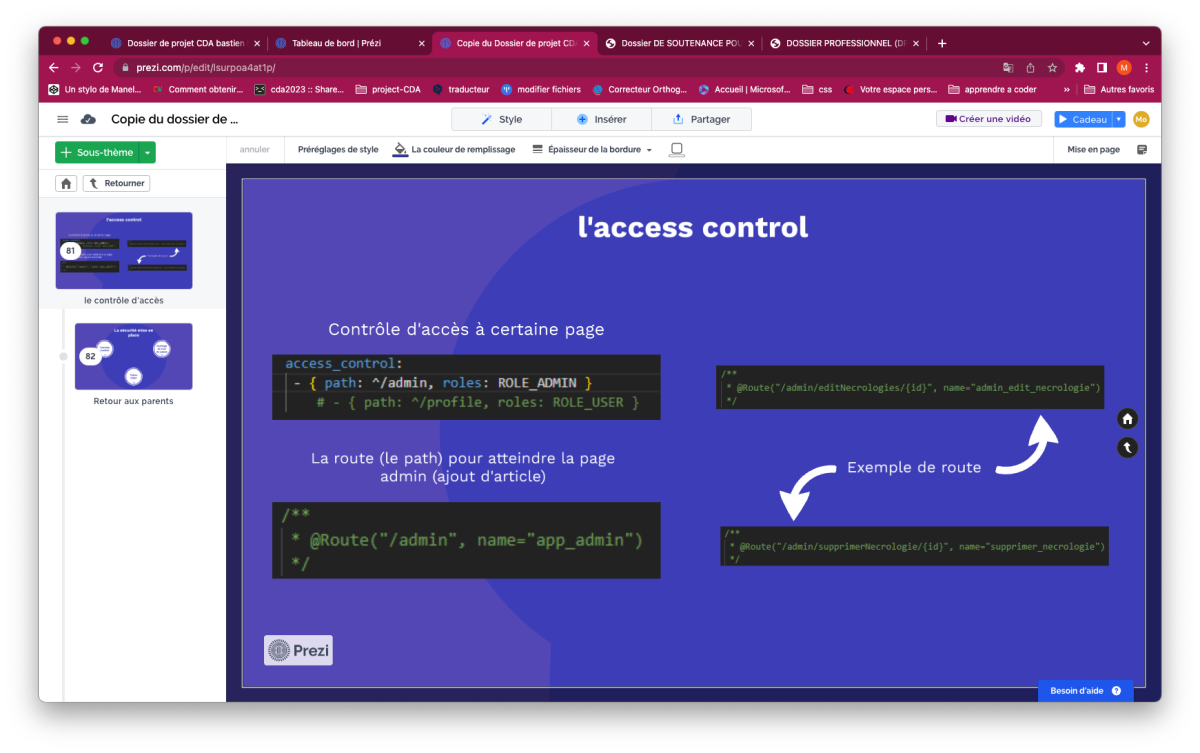 Dossier de projet CDA bastien
Tableau de bord | Prézi
Copie du Dossier de projet CD
Dossier DE SOUTENANCE POU
DOSSIER PROFESSIONNEL (D
prezi.com/p/edit/lsurpoa4at1p/
M
Un stylo de Manel...
Comment obtenir...
cda2023 :: Share...
project-CDA
traducteur
modifier fichiers
Correcteur Orthog...
Accueil | Microsof...
css
Votre espace pers...
apprendre a coder
»
Autres favoris
Copie du dossier de ...
Style
Insérer
Partager
Créer une vidéo
Cadeau
Mo
Sous-thème
annuler
Préréglages de style
La couleur de remplissage
Épaisseur de la bordure
Mise en page
Retourner
81
le contrôle d'accès
La sécurité mise en
place
82
Retour aux parents
l'access control
Contrôle d'accès à certaine page
access_control:
- { path: ^/admin, roles: ROLE_ADMIN }
# - { path: ^/profile, roles: ROLE_USER }
La route (le path) pour atteindre la page
admin (ajout d'article)
/**
* @Route("/admin", name="app_admin")
*/
/**
* @Route("/admin/editNecrologies/{id}", name="admin_edit_necrologie")
*/
Exemple de route
/**
* @Route("/admin/supprimerNecrologie/{id}", name="supprimer_necrologie")
*/
Prezi
Besoin d'aide ?